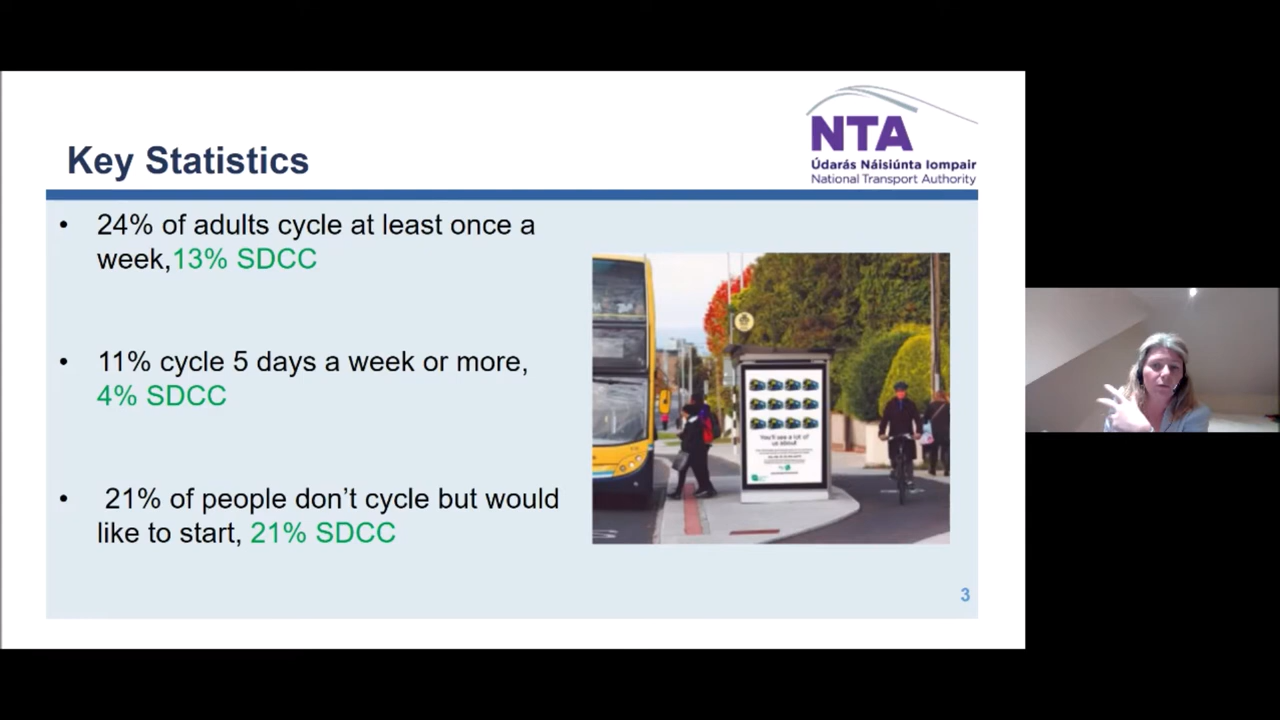 NTA
Údarás Náisiúnta Iompair
National Transport Authority
Key Statistics
• 24% of adults cycle at least once a
week,13% SDCC
• 11% cycle 5 days a week or more,
4% SDCC
• 21% of people don’t cycle but would
like to start, 21% SDCC
You'll see a lot of
us about
3